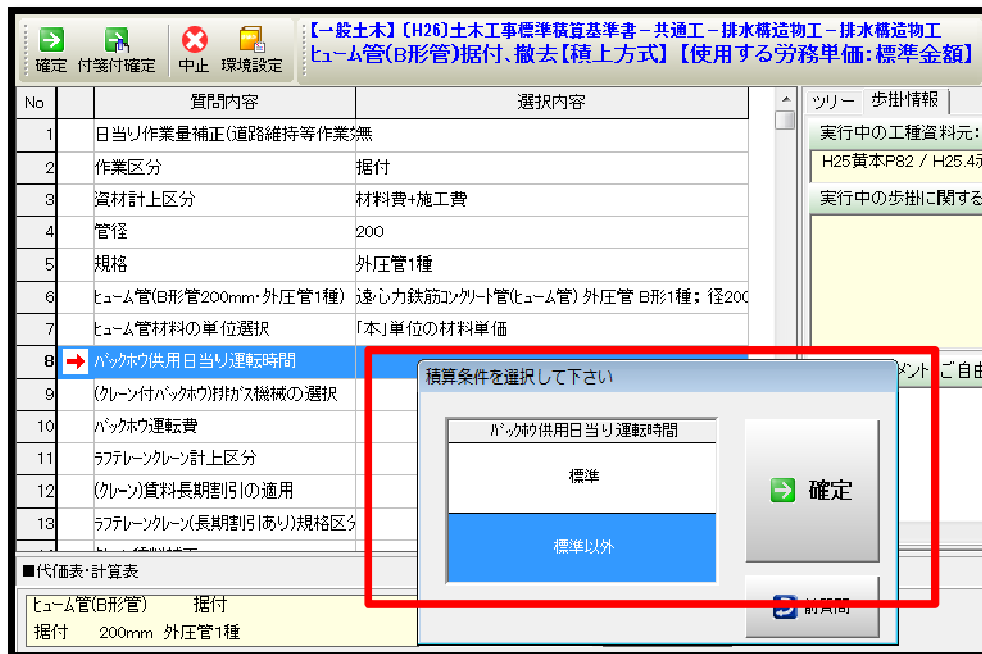 【一般土木】〔H26〕土木工事標準積算基準書－共通工－排水構造物工－排水構造物工
ﾋｭｰﾑ管(B形管)据付、撤去【積上方式】【使用する労務単価:標準金額】
確定 付箋付確定 中止 環境設定
No 質問内容 選択内容
1 日当り作業量補正(道路維持等作業 無
2 作業区分 据付
3 資材計上区分 材料費+施工費
4 管径 200
5 規格 外圧管1種
6 ﾋｭｰﾑ管(B形管200mm･外圧管1種) 遠心力鉄筋ｺﾝｸﾘｰﾄ管(ﾋｭｰﾑ管) 外圧管 B形1種; 径200
7 ﾋｭｰﾑ管材料の単位選択 「本」単位の材料単価
8 ﾊﾞｯｸﾎｳ供用日当り運転時間
9 (ｸﾚｰﾝ付ﾊﾞｯｸﾎｳ)排ガス機械の選択
10 ﾊﾞｯｸﾎｳ運転費
11 ﾗﾌﾃﾚｰﾝｸﾚｰﾝ計上区分
12 (ｸﾚｰﾝ)賃料長期割引の適用
13 ﾗﾌﾃﾚｰﾝｸﾚｰﾝ(長期割引あり)規格区分
ツリー 歩掛情報
実行中の工種資料元:
H25黄本P82 / H25.4
実行中の歩掛に関する
ﾒﾝﾄ ご自由
積算条件を選択して下さい
ﾊﾞｯｸﾎｳ供用日当り運転時間
標準
標準以外
確定
前質問
■代価表･計算表
ﾋｭｰﾑ管(B形管) 据付
据付 200mm 外圧管1種